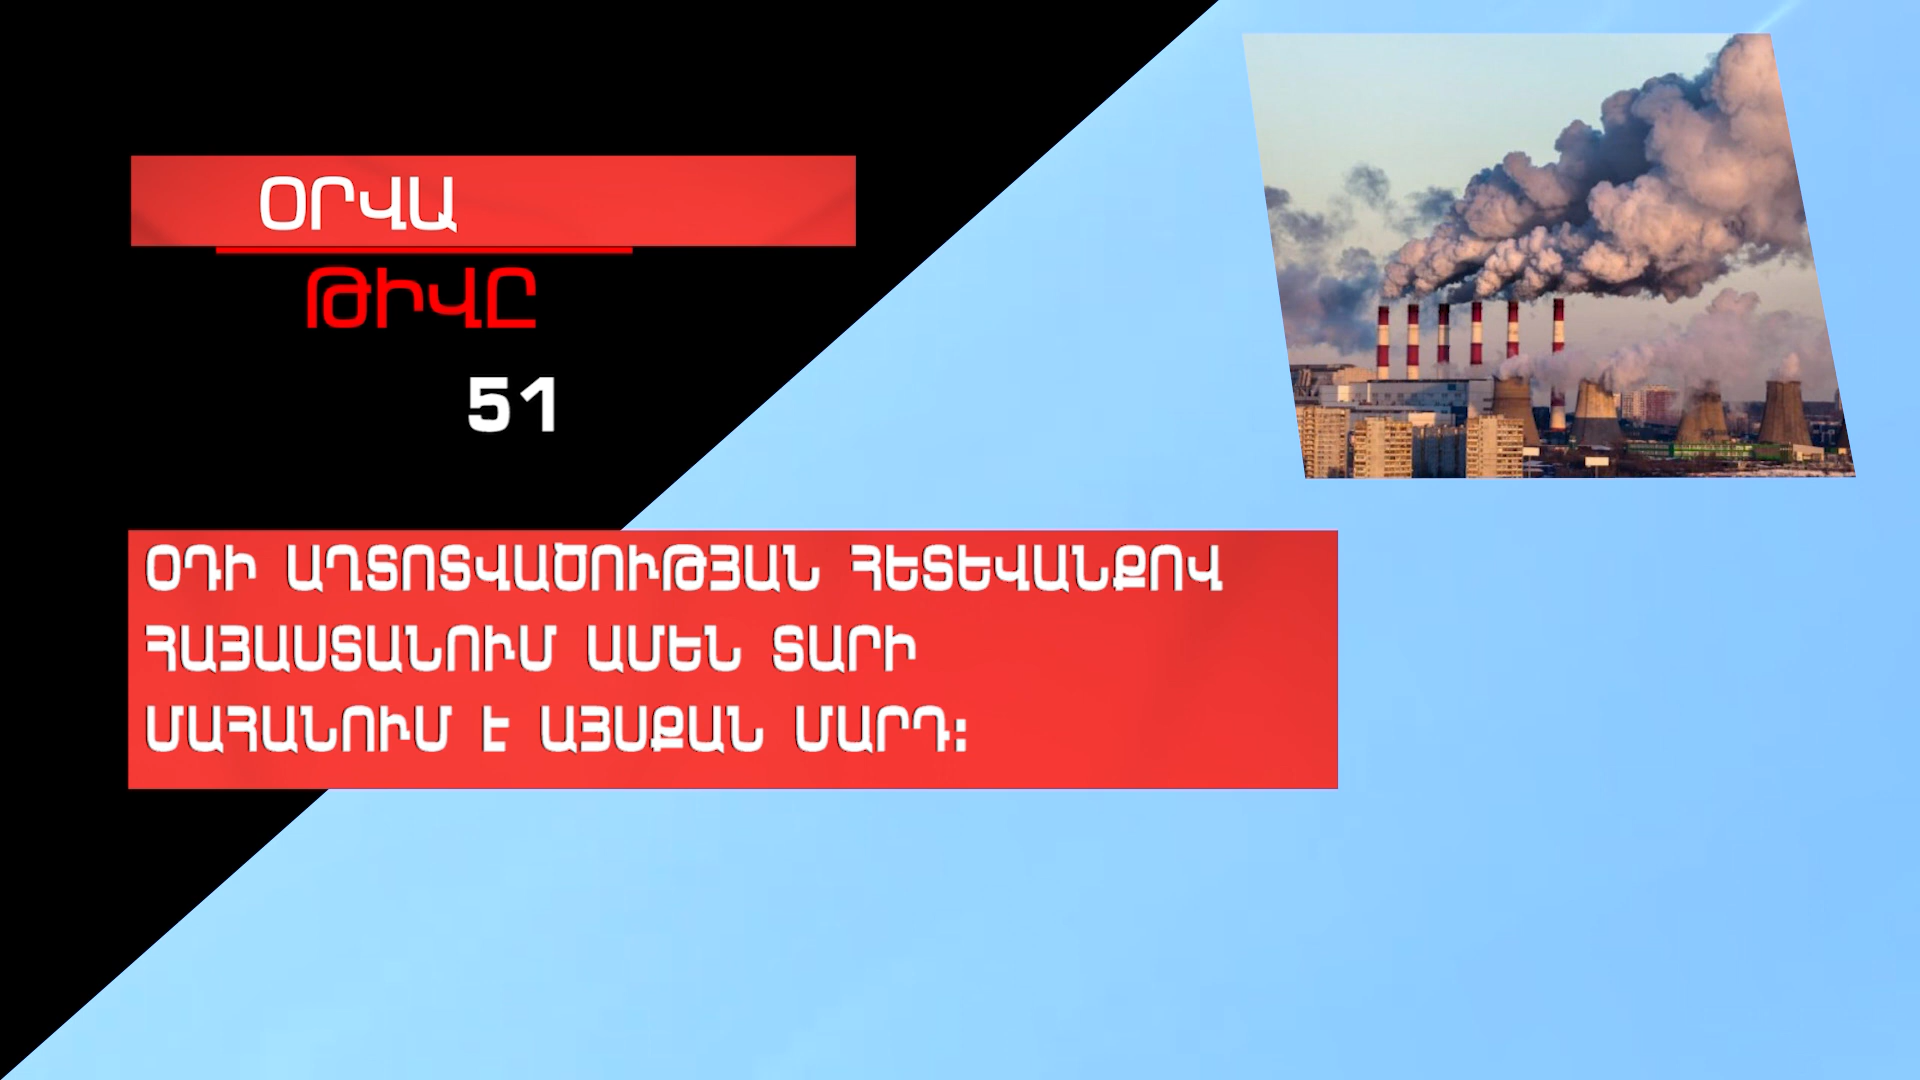 ՕՐՎԱ
ԹԻՎԸ
51
ՕԴԻ ԱՂՏՈՏՎԱԾՈՒԹՅԱՆ ՀԵՏԵՎԱՆՔՈՎ
ՀԱՅԱՍՏԱՆՈՒՄ ԱՄԵՆ ՏԱՐԻ
ՄԱՀԱՆՈՒՄ Է ԱՅՍՔԱՆ ՄԱՐԴ։